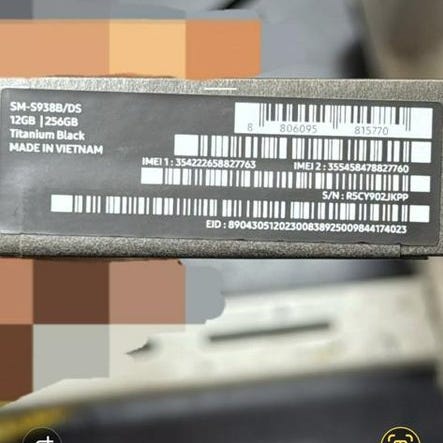 SM-S938B/DS
12GB | 256GB
Titanium Black
MADE IN VIETNAM
8 806095 815770
IMEI 1 : 354222658827763
IMEI 2 : 355458478827760
S/N : R5CY902JKPP
EID : 89043051202300838925009844174023